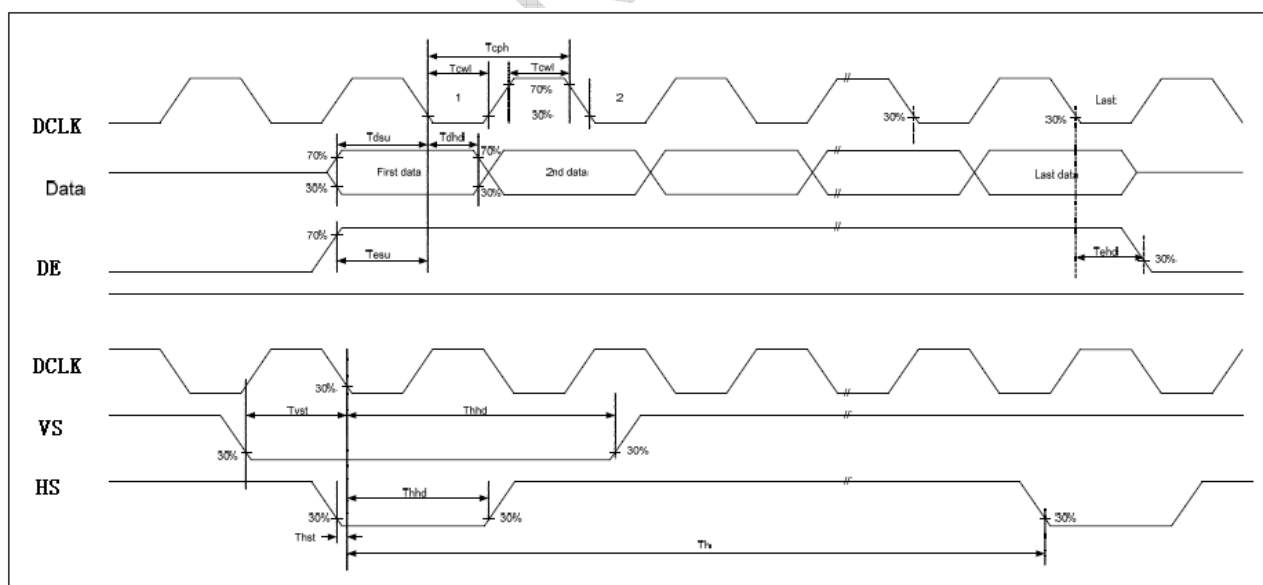 Tcph
Tcwl Tcwl
1 70% 2 Last
30% 30% 30%
DCLK
Tdsu Tdhd
70% 70%
First data 2nd data Last data
Data 30% 30%
70%
Tesu Tehd
DE 30%
DCLK
30%
Tvst Thhd
VS
30% 30%
HS
Thhd
30% 30% 30%
Thst
Th